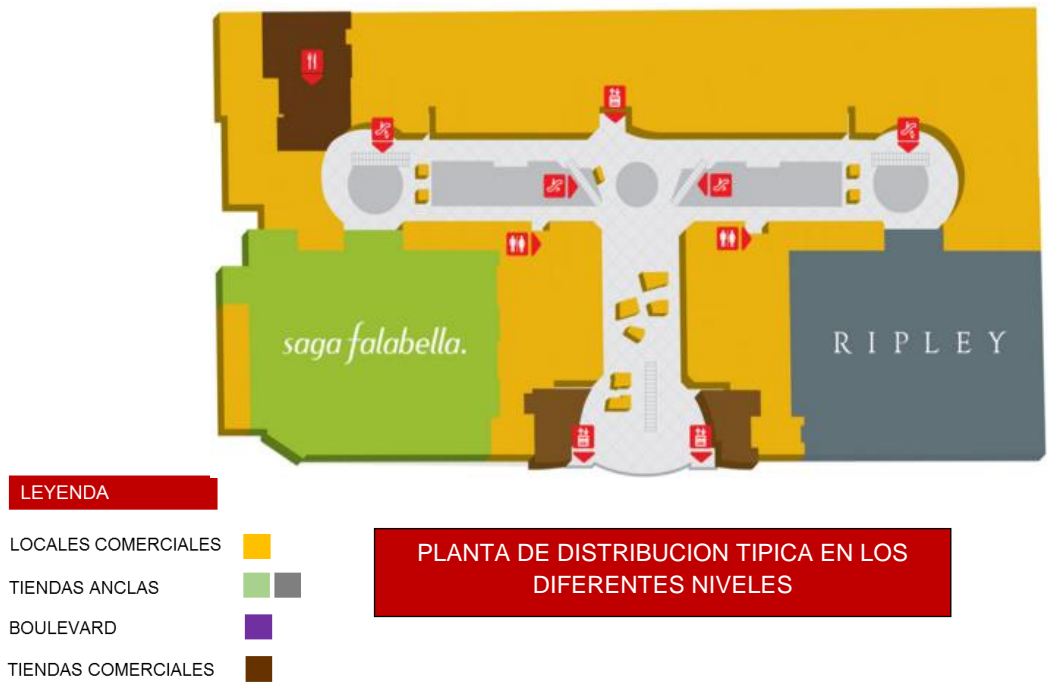 saga falabella.
RIPLEY
LEYENDA
LOCALES COMERCIALES
TIENDAS ANCLAS
BOULEVARD
TIENDAS COMERCIALES
PLANTA DE DISTRIBUCION TIPICA EN LOS
DIFERENTES NIVELES